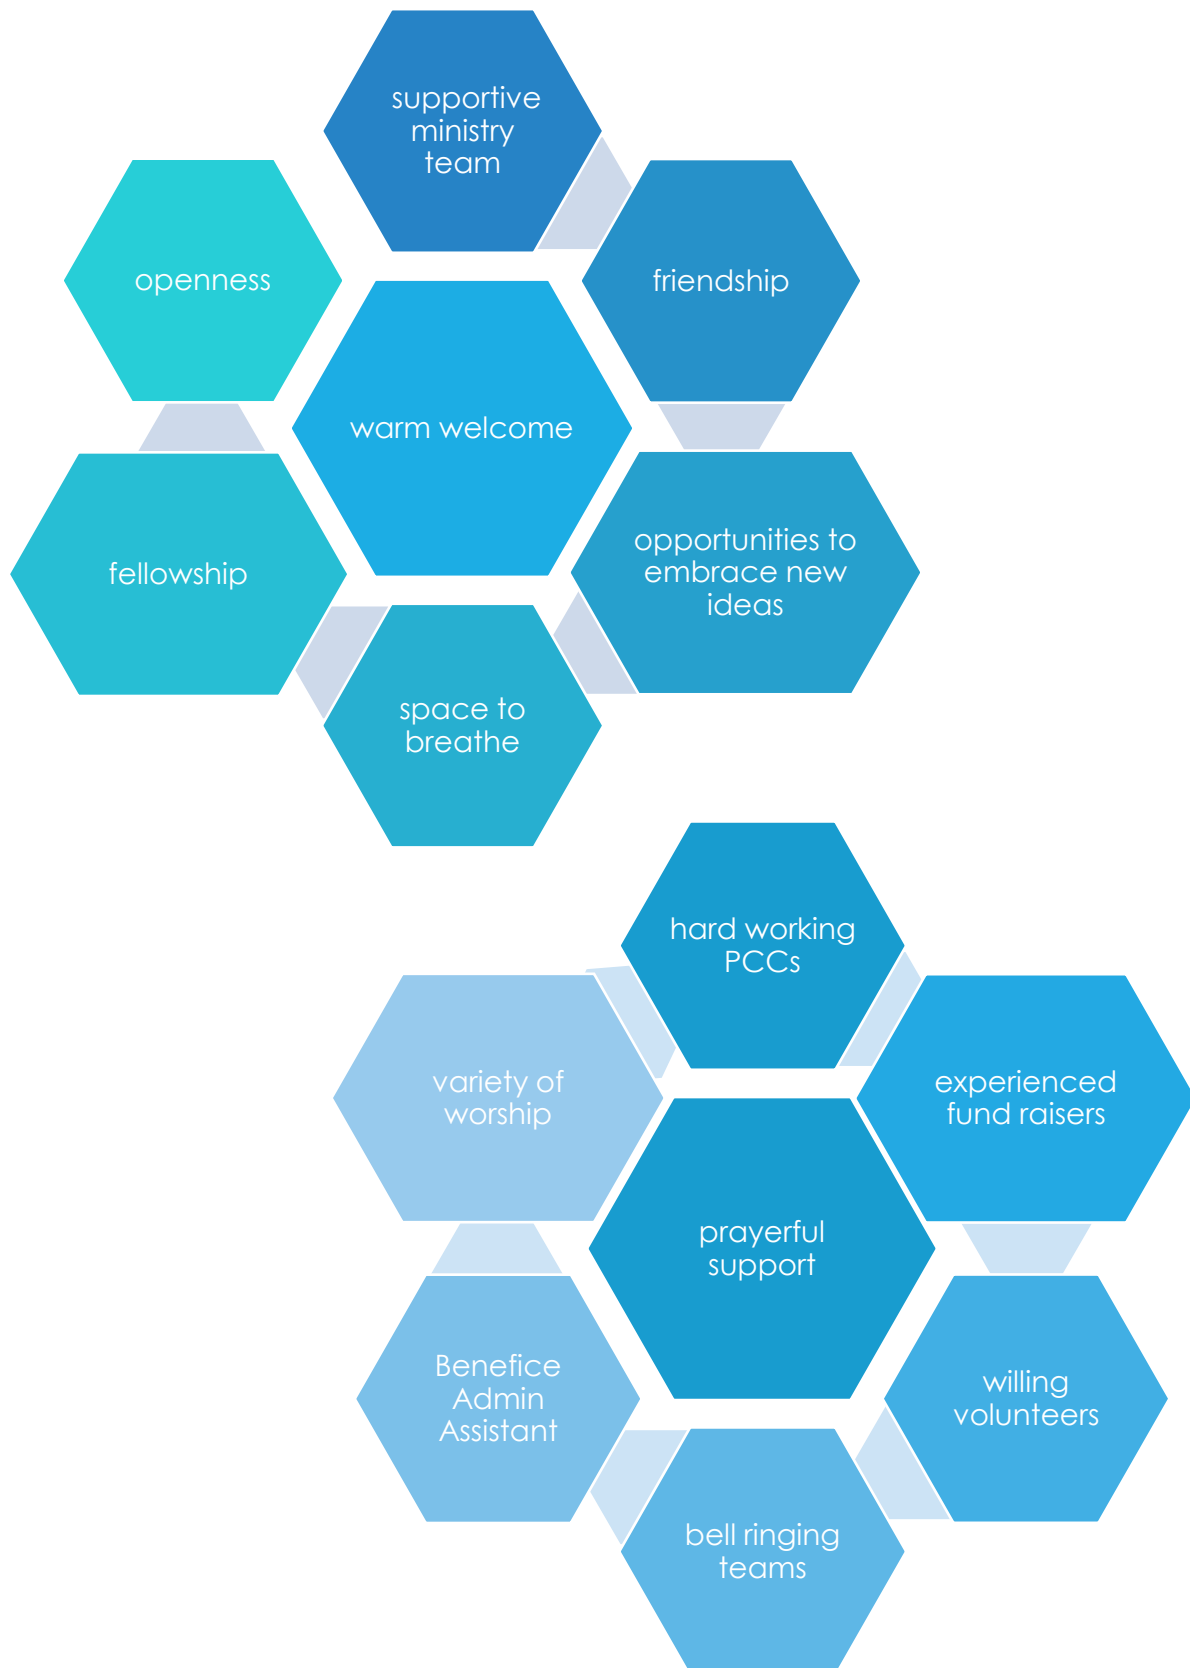 supportive
ministry
team
openness
friendship
warm welcome
opportunities to
embrace new
ideas
fellowship
space to
breathe
hard working
PCCs
variety of
worship
experienced
fund raisers
prayerful
support
Benefice
Admin
Assistant
willing
volunteers
bell ringing
teams